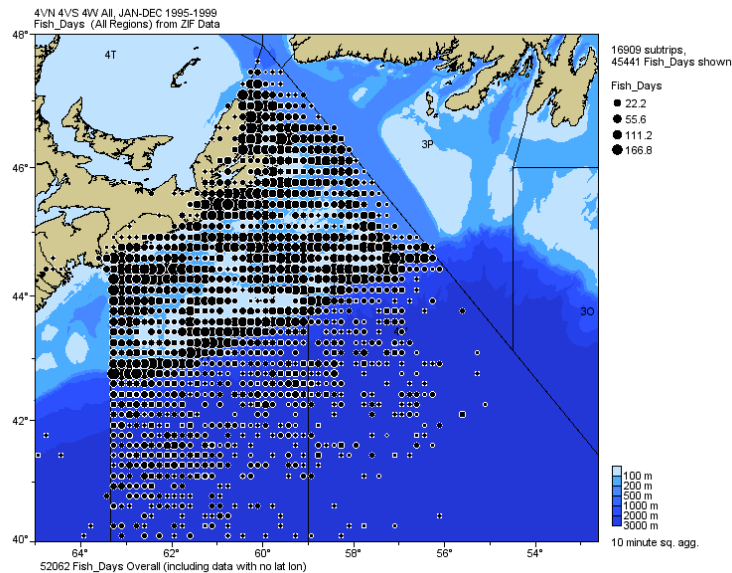 4VN 4VS 4W All, JAN-DEC 1995-1999
Fish_Days (All Regions) from ZIF Data
48°
46°
44°
42°
40°
4T
3P
3O
64°
62°
60°
58°
56°
54°
16909 subtrips,
45441 Fish_Days shown
Fish_Days
22.2
55.6
111.2
166.8
100 m
200 m
500 m
1000 m
2000 m
3000 m
10 minute sq. agg.
52062 Fish_Days Overall (including data with no lat lon)